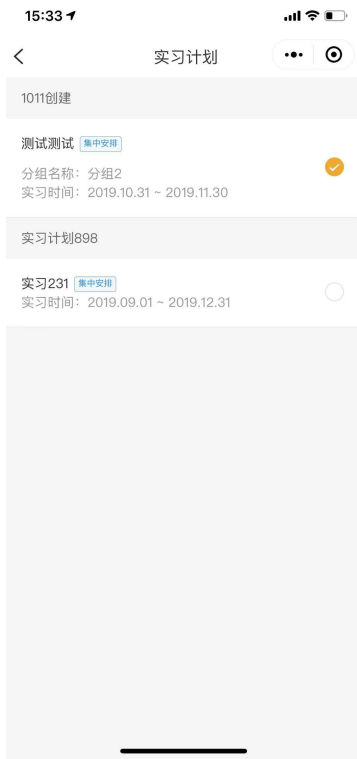 15:33
实习计划
1011创建
测试测试 集中安排
分组名称：分组2
实习时间：2019.10.31 ~ 2019.11.30
实习计划898
实习231 集中安排
实习时间：2019.09.01 ~ 2019.12.31